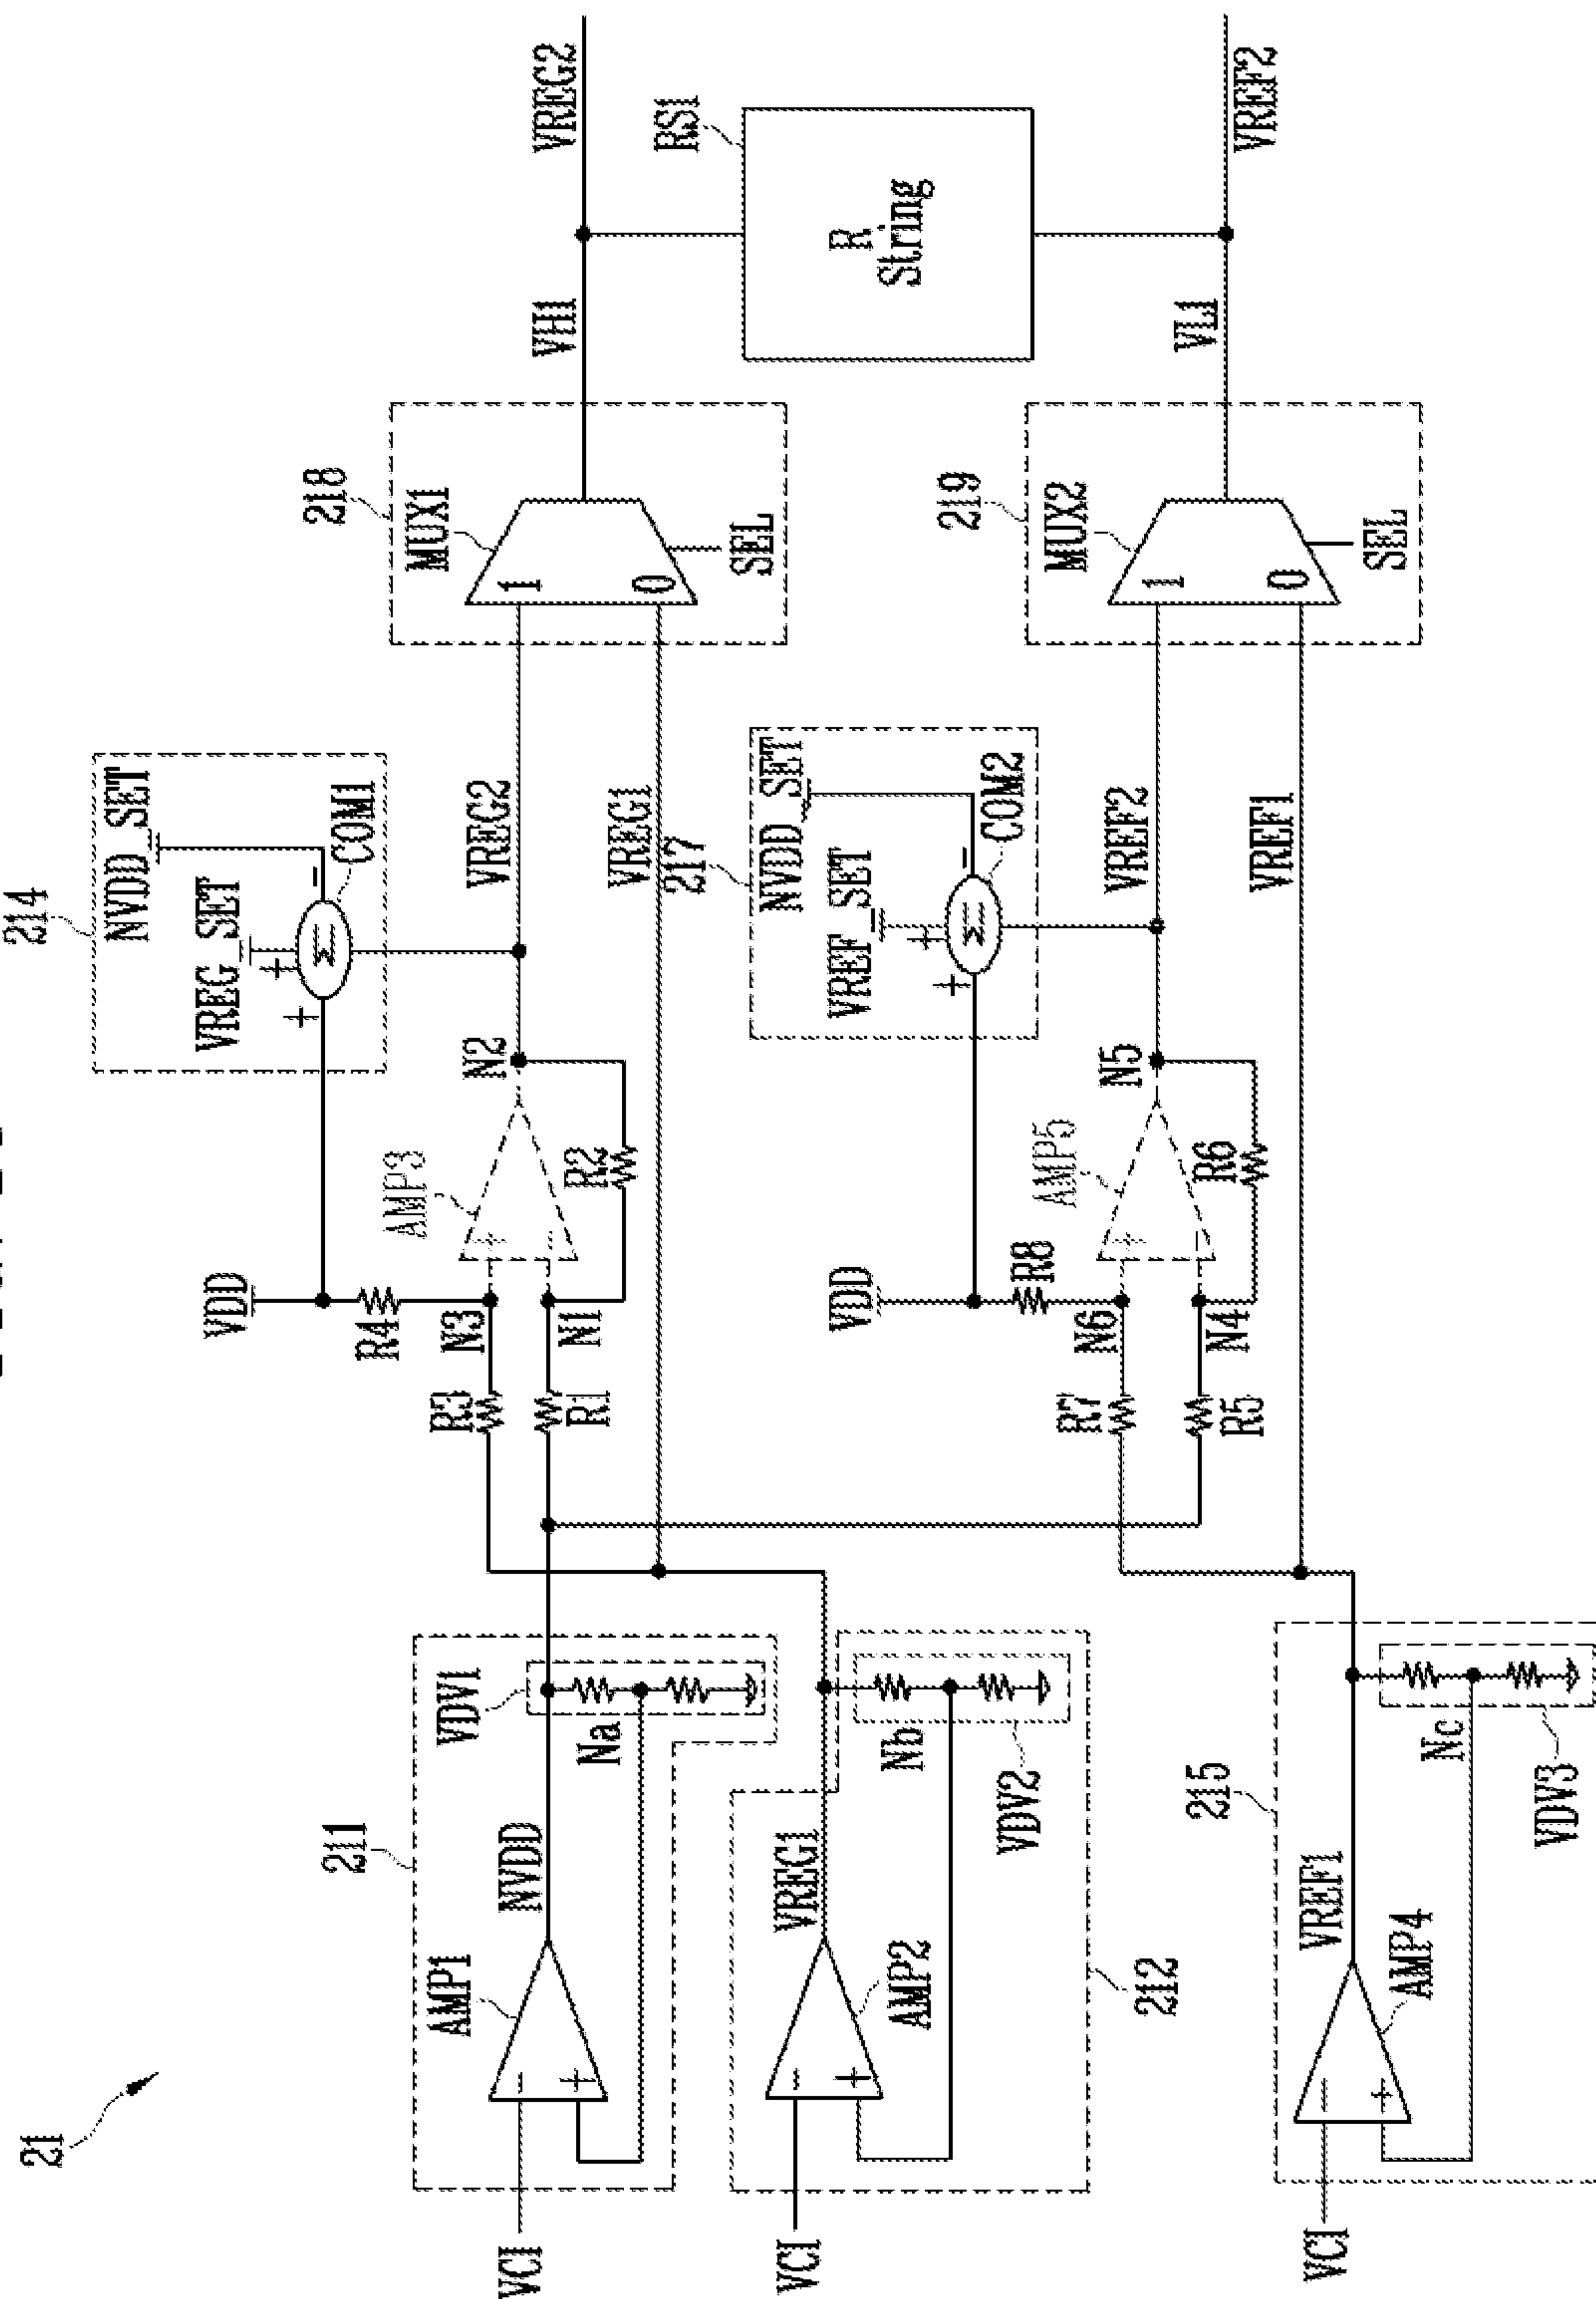 21
214
NVDD_SET
VREG_SET
+
+
-
COM1
VDD
R4
N3
R3
AMP3
+
-
N2
R2
N1
R1
VREG2
VREG1
218
MUX1
1
0
SEL
VH1
VREG2
RS1
R
String
211
AMP1
-
+
VCI
NVDD
VDV1
Na
VREG1
AMP2
-
+
VCI
Nb
VDV2
212
217
NVDD_SET
VREF_SET
+
+
-
COM2
VDD
R8
N6
R7
AMP5
+
-
N5
R6
N4
R5
VREF2
VREF1
219
MUX2
1
0
SEL
VL1
VREF2
215
VREF1
AMP4
-
+
VCI
Nc
VDV3